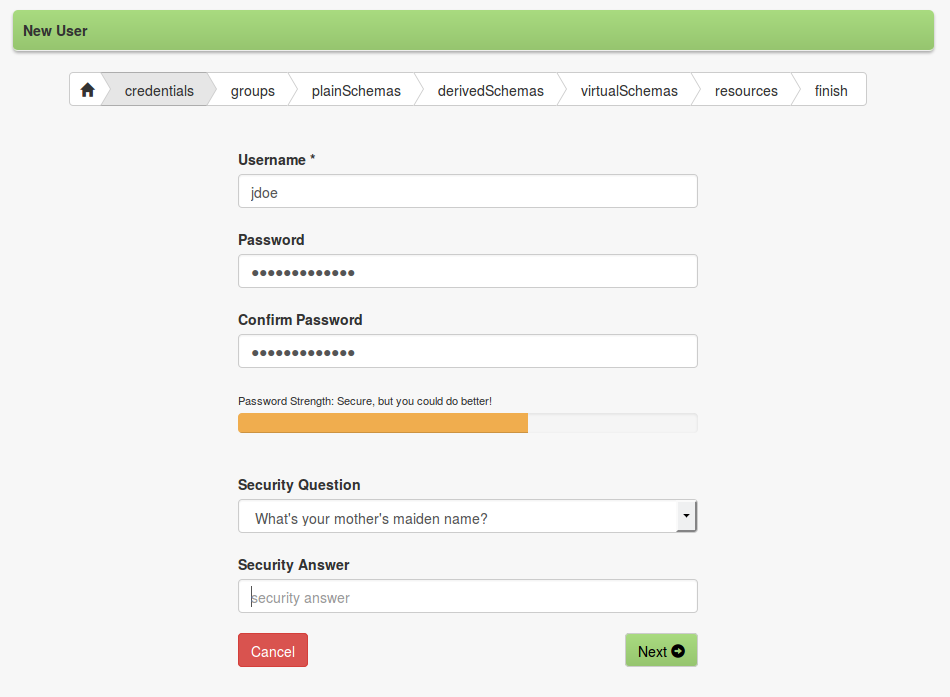 New User
credentials groups plainSchemas derivedSchemas virtualSchemas resources finish
Username *
jdoe
Password
•••••••••••••
Confirm Password
•••••••••••••
Password Strength: Secure, but you could do better!
Security Question
What's your mother's maiden name?
Security Answer
security answer
Cancel Next